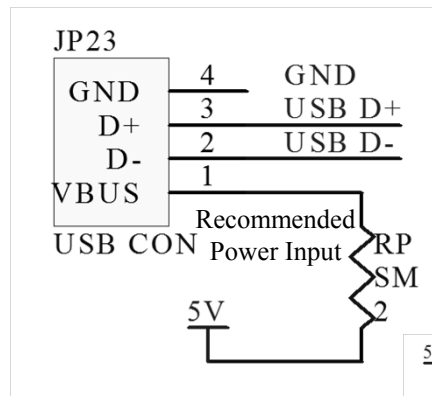 JP23
4 GND
GND
3 USB D+
D+
2 USB D-
D-
1
VBUS
Recommended
USB CON Power Input
RP
SM
2
5V
5